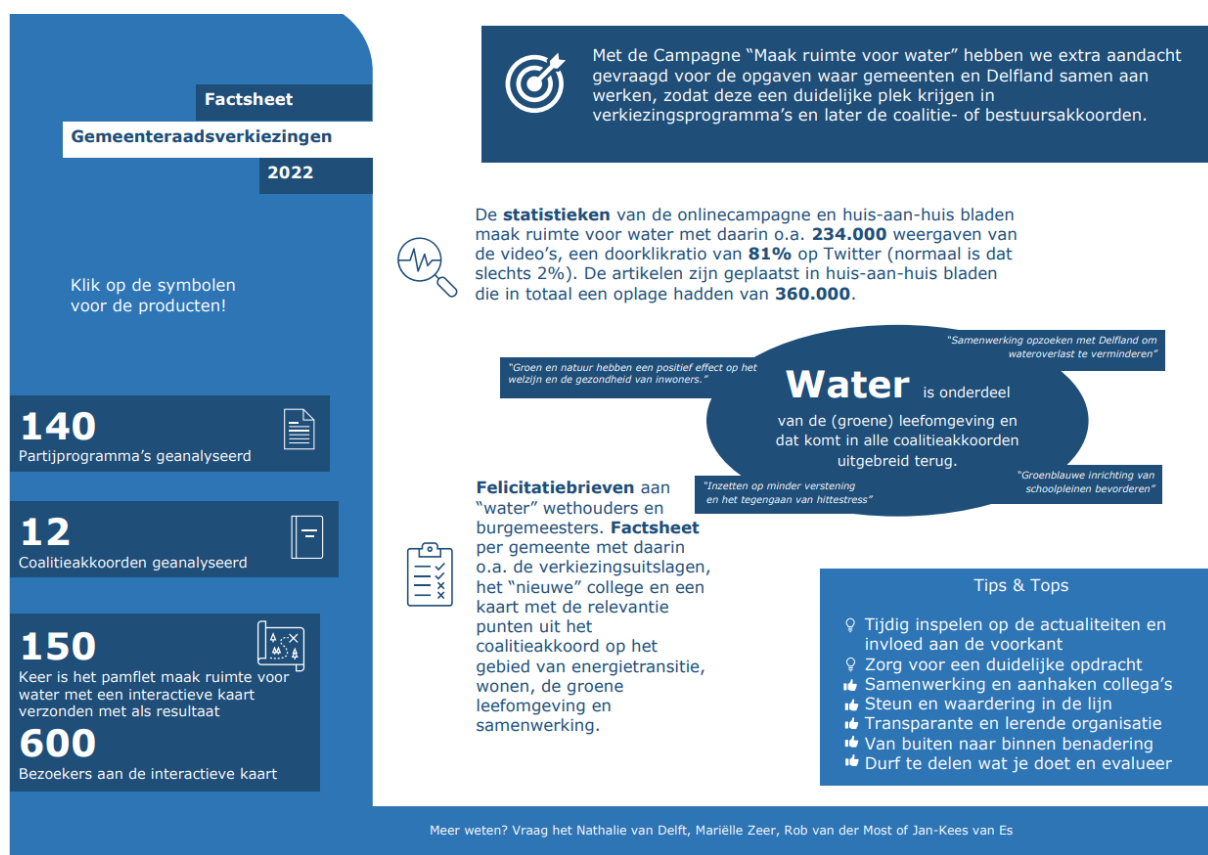 Factsheet
Gemeenteraadsverkiezingen
2022
Klik op de symbolen
voor de producten!
140
Partijprogramma's geanalyseerd
12
Coalitieakkoorden geanalyseerd
150
Keer is het pamflet maak ruimte voor
water met een interactieve kaart
verzonden met als resultaat
600
Bezoekers aan de interactieve kaart
Met de Campagne "Maak ruimte voor water" hebben we extra aandacht
gevraagd voor de opgaven waar gemeenten en Delfland samen aan
werken, zodat deze een duidelijke plek krijgen in
verkiezingsprogramma's en later de coalitie- of bestuursakkoorden.
De statistieken van de onlinecampagne en huis-aan-huis bladen
maak ruimte voor water met daarin o.a. 234.000 weergaven van
de video's, een doorklikratio van 81% op Twitter (normaal is dat
slechts 2%). De artikelen zijn geplaatst in huis-aan-huis bladen
die in totaal een oplage hadden van 360.000.
"Samenwerking opzoeken met Delfland om
wateroverlast te verminderen"
"Groen en natuur hebben een positief effect op het
welzijn en de gezondheid van inwoners."
Water is onderdeel
van de (groene) leefomgeving en
dat komt in alle coalitieakkoorden
uitgebreid terug.
"Groenblauwe inrichting van
schoolpleinen bevorderen"
"Inzetten op minder verstening
en het tegengaan van hittestress"
Felicitatiebrieven aan
"water" wethouders en
burgemeesters. Factsheet
per gemeente met daarin
o.a. de verkiezingsuitslagen,
het "nieuwe" college en een
kaart met de relevantie
punten uit het
coalitieakkoord op het
gebied van energietransitie,
wonen, de groene
leefomgeving en
samenwerking.
Tips & Tops
Tijdig inspelen op de actualiteiten en
invloed aan de voorkant
Zorg voor een duidelijke opdracht
Samenwerking en aanhaken collega's
Steun en waardering in de lijn
Transparante en lerende organisatie
Van buiten naar binnen benadering
Durf te delen wat je doet en evalueer
Meer weten? Vraag het Nathalie van Delft, Mariëlle Zeer, Rob van der Most of Jan-Kees van Es